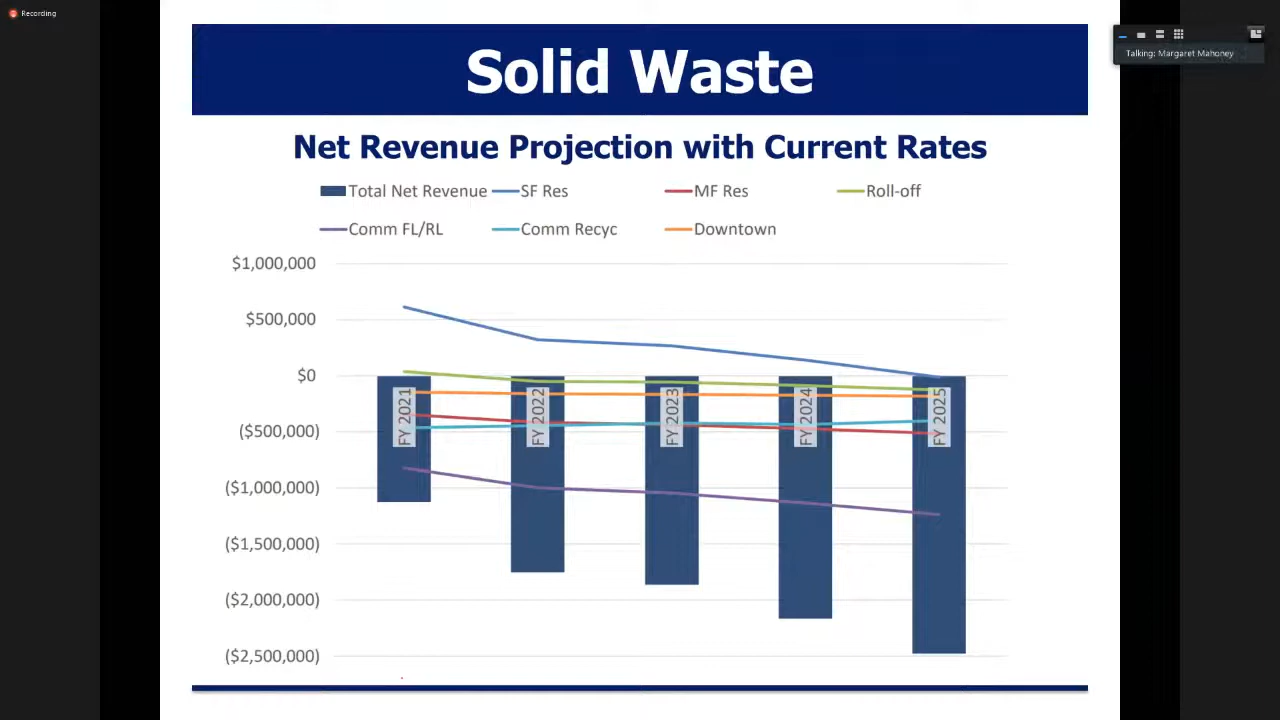 Recording
Talking: Margaret Mahoney
Solid Waste
Net Revenue Projection with Current Rates
Total Net Revenue SF Res MF Res Roll-off
Comm FL/RL Comm Recyc Downtown
$1,000,000
$500,000
$0
($500,000)
($1,000,000)
($1,500,000)
($2,000,000)
($2,500,000)
FY 2021
FY 2022
FY 2023
FY 2024
FY 2025